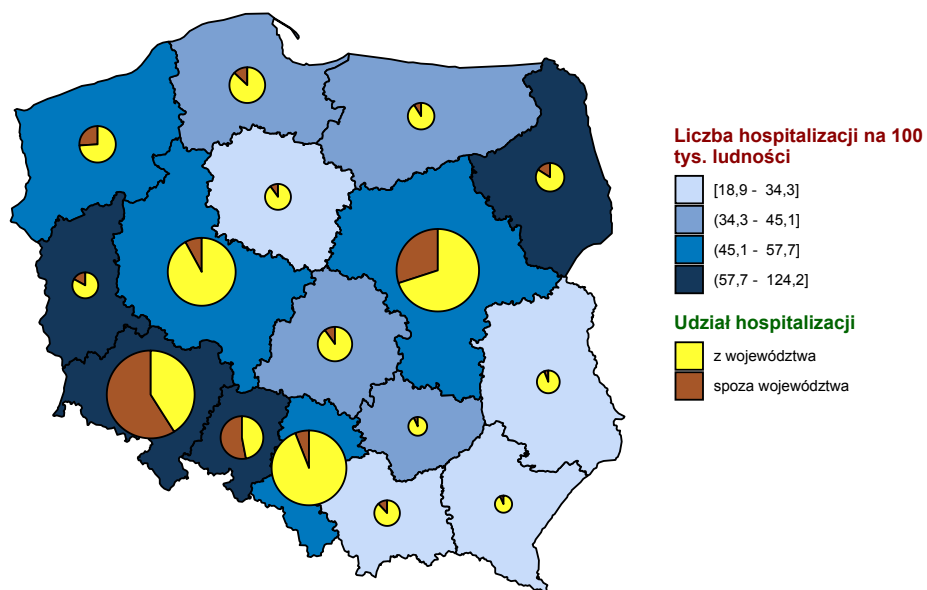 Liczba hospitalizacji na 100
tys. ludności
[18,9 - 34,3]
(34,3 - 45,1]
(45,1 - 57,7]
(57,7 - 124,2]
Udział hospitalizacji
z województwa
spoza województwa